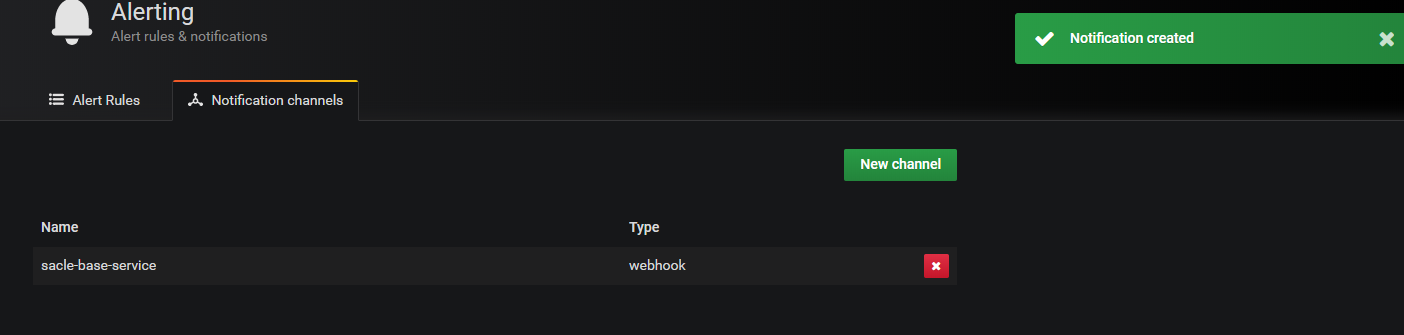 Alerting
Alert rules & notifications
Notification created
Alert Rules
Notification channels
New channel
Name Type
sacle-base-service webhook